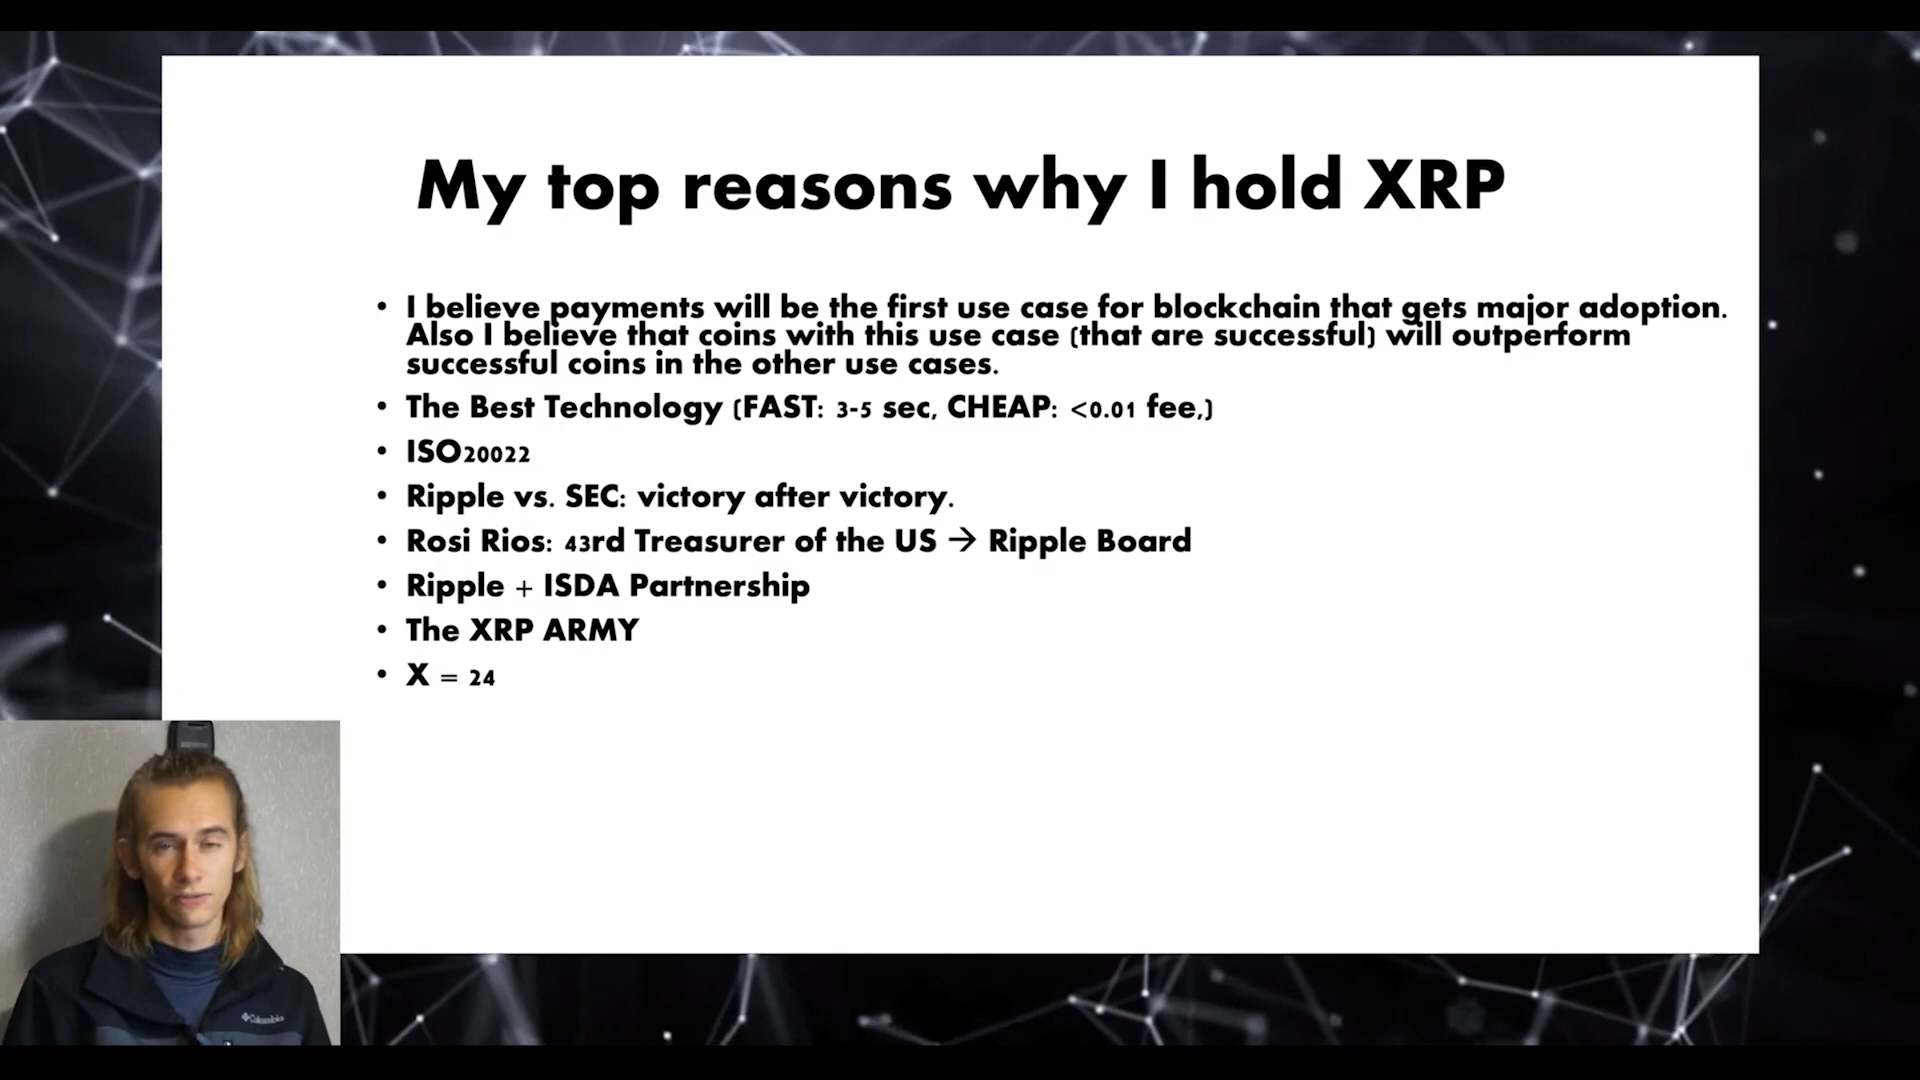 My top reasons why I hold XRP
• I believe payments will be the first use case for blockchain that gets major adoption.
Also I believe that coins with this use case (that are successful) will outperform
successful coins in the other use cases.
• The Best Technology (FAST: 3-5 sec, CHEAP: <0.01 fee,)
• ISO20022
• Ripple vs. SEC: victory after victory.
• Rosi Rios: 43rd Treasurer of the US → Ripple Board
• Ripple + ISDA Partnership
• The XRP ARMY
• X = 24
Columbia